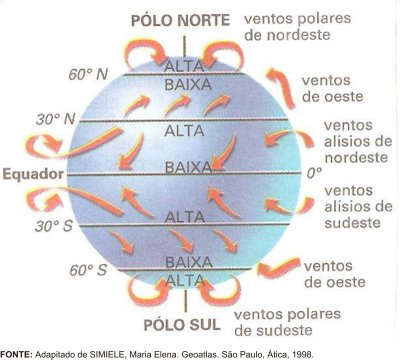 PÓLO NORTE
ventos polares
de nordeste
60° N
ALTA
BAIXA
ventos
de oeste
30° N
ALTA
ventos
alísios de
nordeste
Equador
BAIXA
0°
ventos
alísios de
sudeste
30° S
ALTA
BAIXA
60° S
ALTA
ventos
de oeste
PÓLO SUL
ventos polares
de sudeste
FONTE: Adapitado de SIMIELE, Maria Elena. Geoatlas. São Paulo, Ática, 1998.